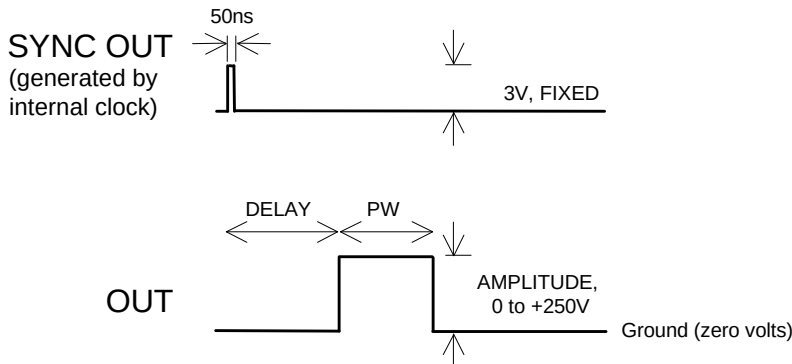 50ns
SYNC OUT
(generated by
internal clock)
3V, FIXED
DELAY
PW
OUT
AMPLITUDE,
0 to +250V
Ground (zero volts)